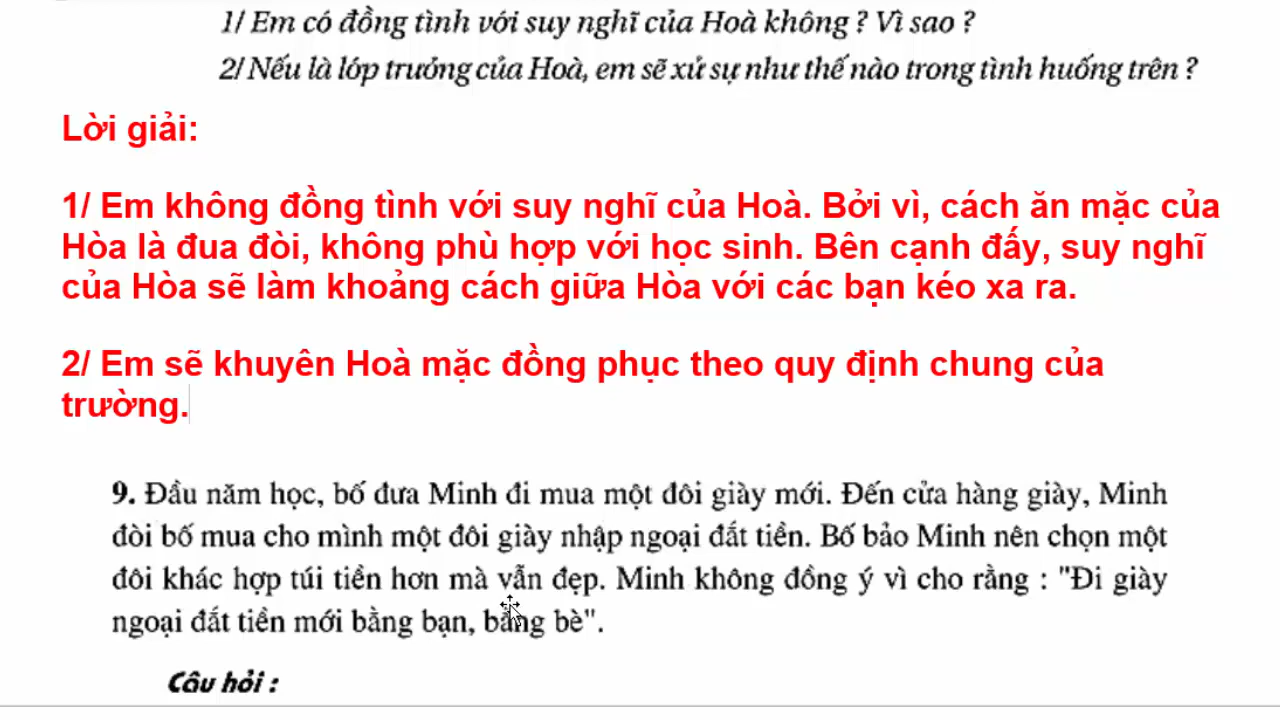 1/ Em có đồng tình với suy nghĩ của Hoà không ? Vì sao ?
2/ Nếu là lớp trưởng của Hoà, em sẽ xử sự như thế nào trong tình huống trên ?
Lời giải:
1/ Em không đồng tình với suy nghĩ của Hoà. Bởi vì, cách ăn mặc của
Hòa là đua đòi, không phù hợp với học sinh. Bên cạnh đấy, suy nghĩ
của Hòa sẽ làm khoảng cách giữa Hòa với các bạn kéo xa ra.
2/ Em sẽ khuyên Hoà mặc đồng phục theo quy định chung của
trường.
9. Đầu năm học, bố đưa Minh đi mua một đôi giày mới. Đến cửa hàng giày, Minh
đòi bố mua cho mình một đôi giày nhập ngoại đắt tiền. Bố bảo Minh nên chọn một
đôi khác hợp túi tiền hơn mà vẫn đẹp. Minh không đồng ý vì cho rằng : "Đi giày
ngoại đắt tiền mới bằng bạn, bằng bè".
Câu hỏi :